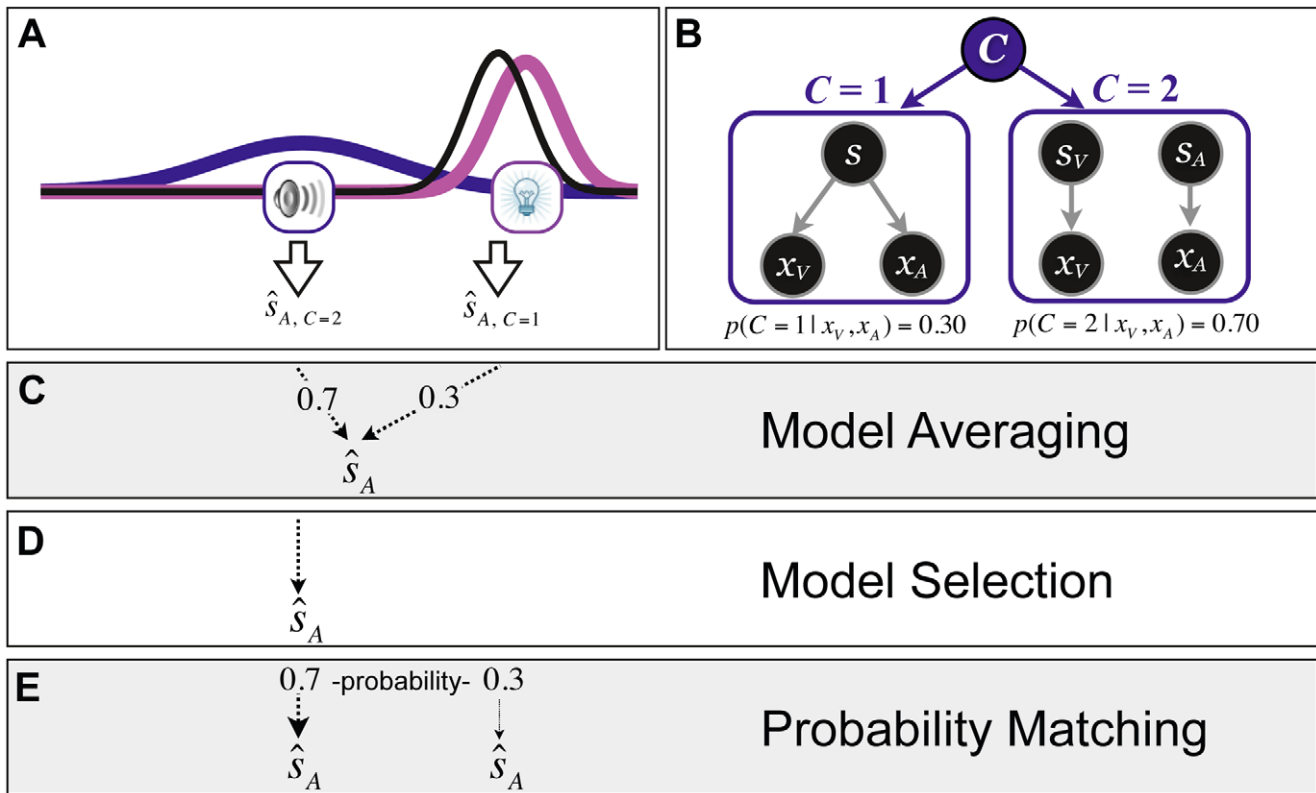 A
ŝ_A, C=2
ŝ_A, C=1
B
C
C = 1
C = 2
s
x_V
x_A
s_V
s_A
x_V
x_A
p(C = 1 | x_V, x_A) = 0.30
p(C = 2 | x_V, x_A) = 0.70
C
0.7
0.3
ŝ_A
Model Averaging
D
ŝ_A
Model Selection
E
0.7 -probability- 0.3
ŝ_A
ŝ_A
Probability Matching